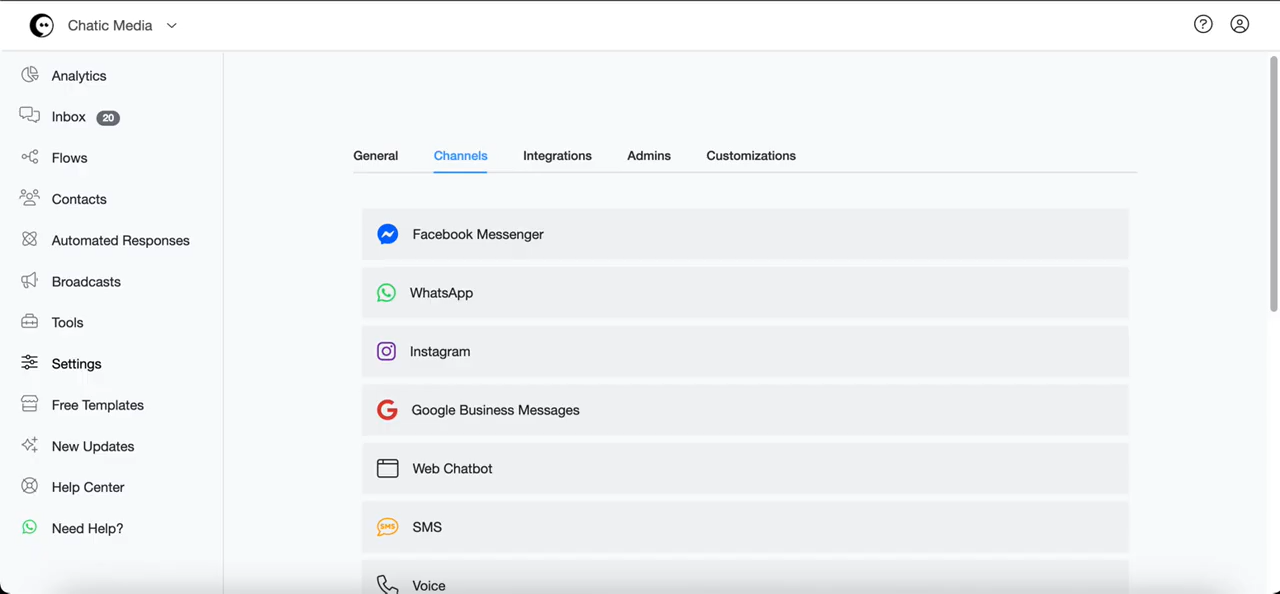 Chatic Media
Analytics
Inbox 20
Flows
Contacts
Automated Responses
Broadcasts
Tools
Settings
Free Templates
New Updates
Help Center
Need Help?
General Channels Integrations Admins Customizations
Facebook Messenger
WhatsApp
Instagram
Google Business Messages
Web Chatbot
SMS SMS
Voice